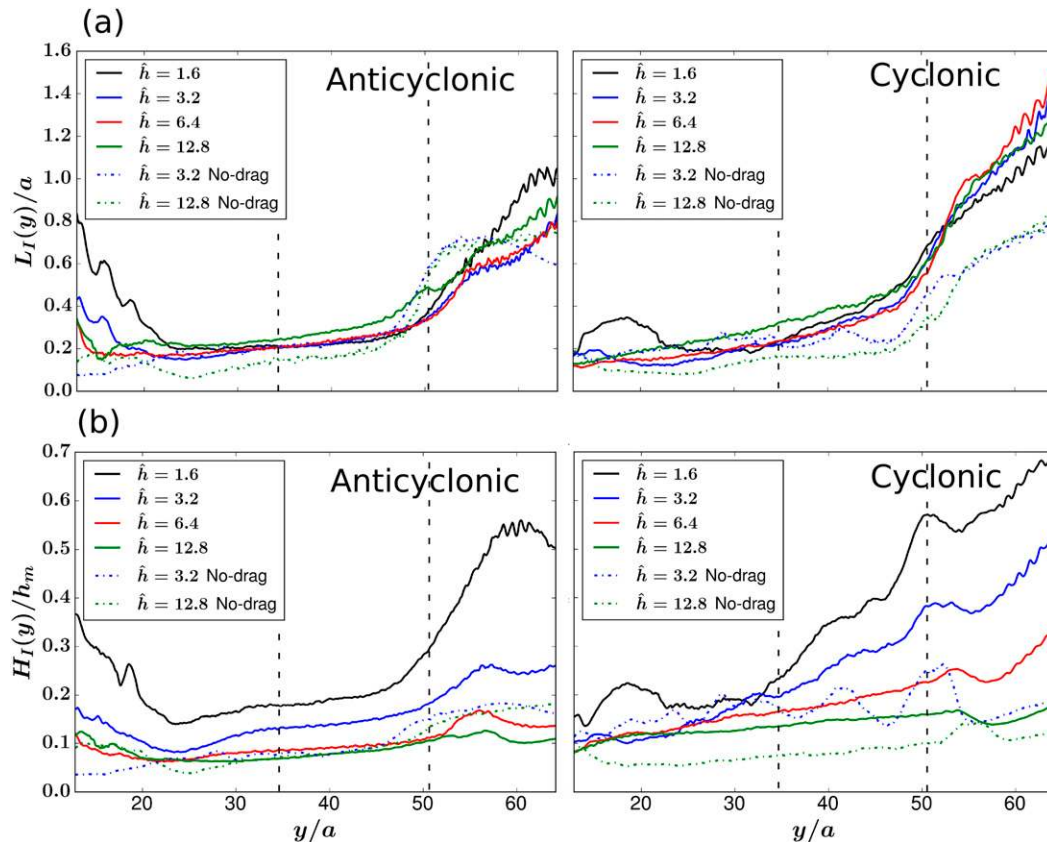 (a)
1.6
1.4
1.2
1.0
0.8
0.6
0.4
0.2
0.0
L_I(y)/a
ĥ = 1.6
ĥ = 3.2
ĥ = 6.4
ĥ = 12.8
ĥ = 3.2 No-drag
ĥ = 12.8 No-drag
Anticyclonic
ĥ = 1.6
ĥ = 3.2
ĥ = 6.4
ĥ = 12.8
ĥ = 3.2 No-drag
ĥ = 12.8 No-drag
Cyclonic
(b)
0.7
0.6
0.5
0.4
0.3
0.2
0.1
0.0
H_I(y)/h_m
ĥ = 1.6
ĥ = 3.2
ĥ = 6.4
ĥ = 12.8
ĥ = 3.2 No-drag
ĥ = 12.8 No-drag
Anticyclonic
20 30 40 50 60
y/a
ĥ = 1.6
ĥ = 3.2
ĥ = 6.4
ĥ = 12.8
ĥ = 3.2 No-drag
ĥ = 12.8 No-drag
Cyclonic
20 30 40 50 60
y/a